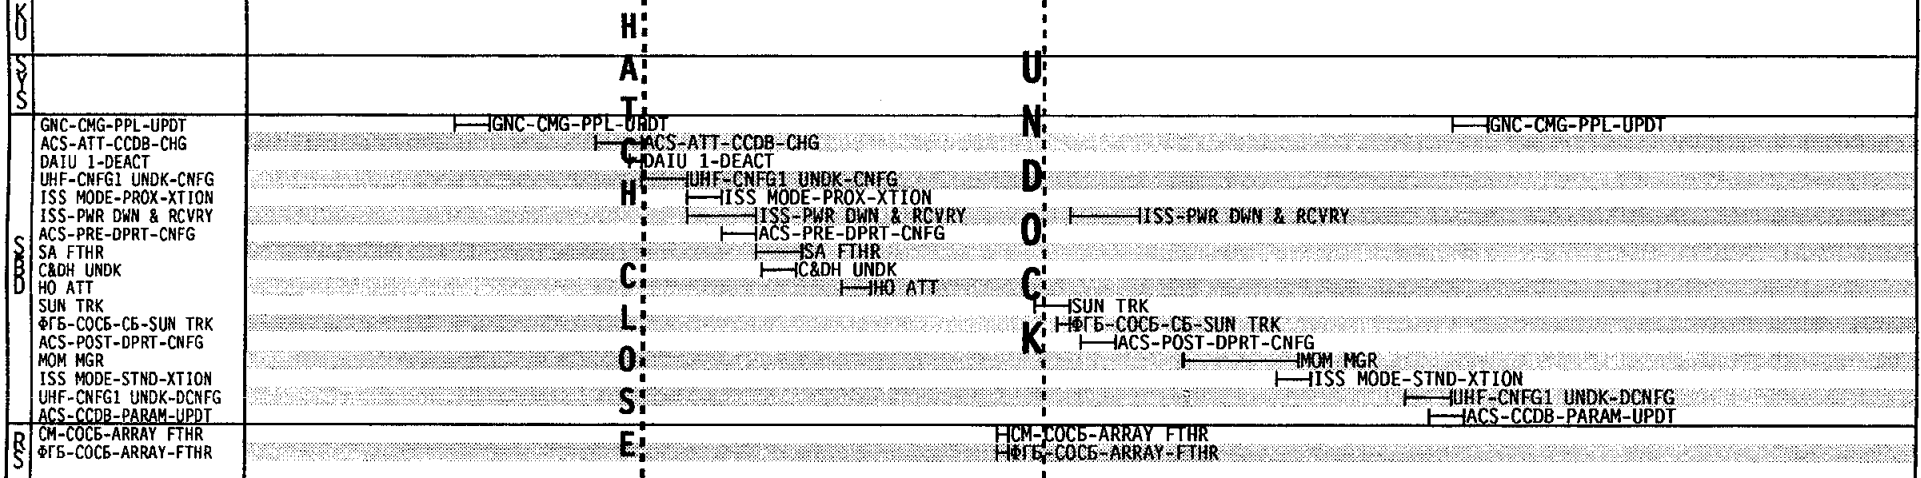 KU
SYS
HATCH CLOSE
UNDOCK
GNC-CMG-PPL-UPDT GNC-CMG-PPL-UPDT GNC-CMG-PPL-UPDT
ACS-ATT-CCDB-CHG ACS-ATT-CCDB-CHG
DAIU 1-DEACT DAIU 1-DEACT
UHF-CNFG1 UNDK-CNFG UHF-CNFG1 UNDK-CNFG
ISS MODE-PROX-XTION ISS MODE-PROX-XTION
ISS-PWR DWN & RCVRY ISS-PWR DWN & RCVRY ISS-PWR DWN & RCVRY
ACS-PRE-DPRT-CNFG ACS-PRE-DPRT-CNFG
SA FTHR SA FTHR
C&DH UNDK C&DH UNDK
HO ATT HO ATT
SUN TRK SUN TRK
ФГБ-СОСБ-СБ-SUN TRK ФГБ-СОСБ-СБ-SUN TRK
ACS-POST-DPRT-CNFG ACS-POST-DPRT-CNFG
MOM MGR MOM MGR
ISS MODE-STND-XTION ISS MODE-STND-XTION
UHF-CNFG1 UNDK-DCNFG UHF-CNFG1 UNDK-DCNFG
ACS-CCDB-PARAM-UPDT ACS-CCDB-PARAM-UPDT
RS
СМ-СОСБ-ARRAY FTHR СМ-СОСБ-ARRAY FTHR
ФГБ-СОСБ-ARRAY-FTHR ФГБ-СОСБ-ARRAY-FTHR